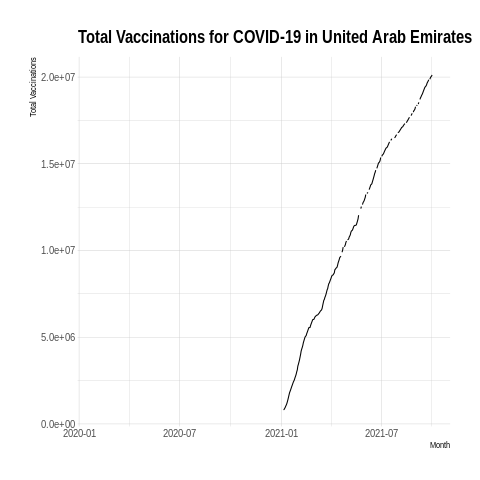 Total Vaccinations for COVID-19 in United Arab Emirates
Total Vaccinations
2.0e+07
1.5e+07
1.0e+07
5.0e+06
0.0e+00
2020-01 2020-07 2021-01 2021-07
Month